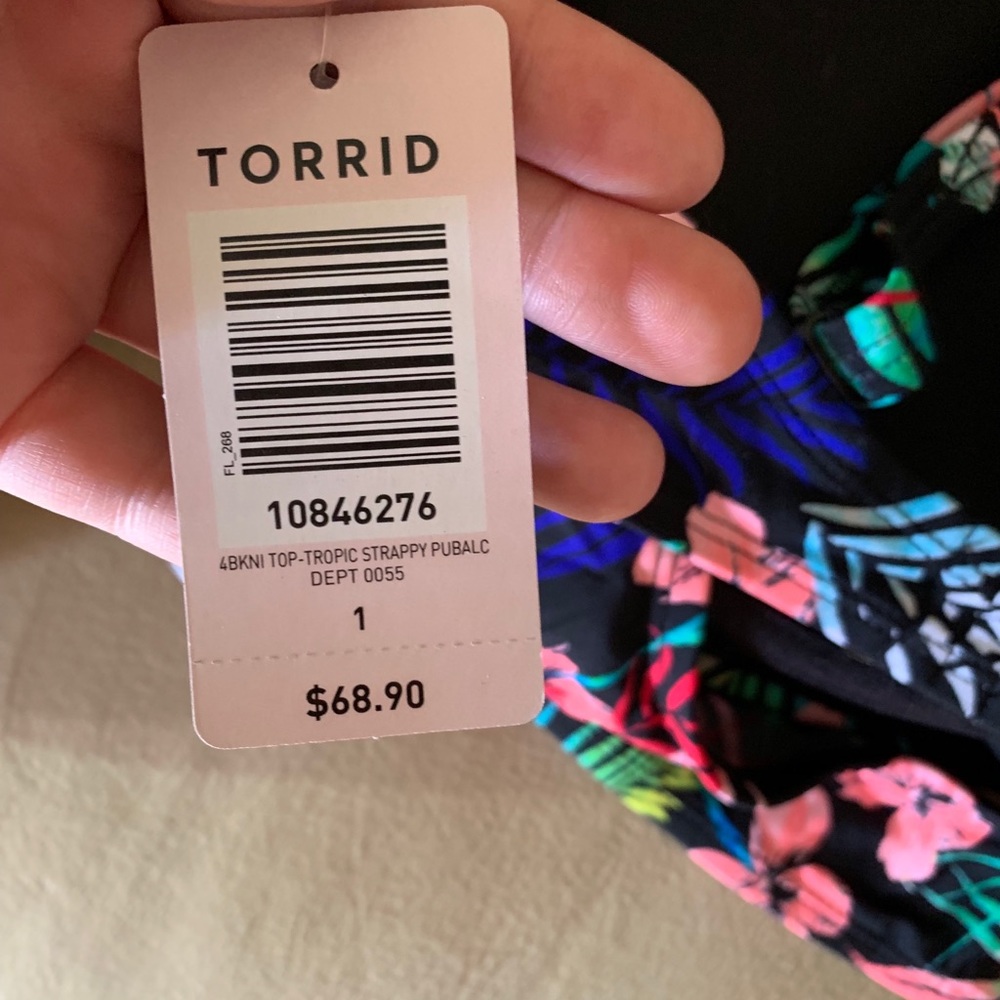 TORRID
FL_268
10846276
4BKNI TOP-TROPIC STRAPPY PUBALC
DEPT 0055
1
$68.90